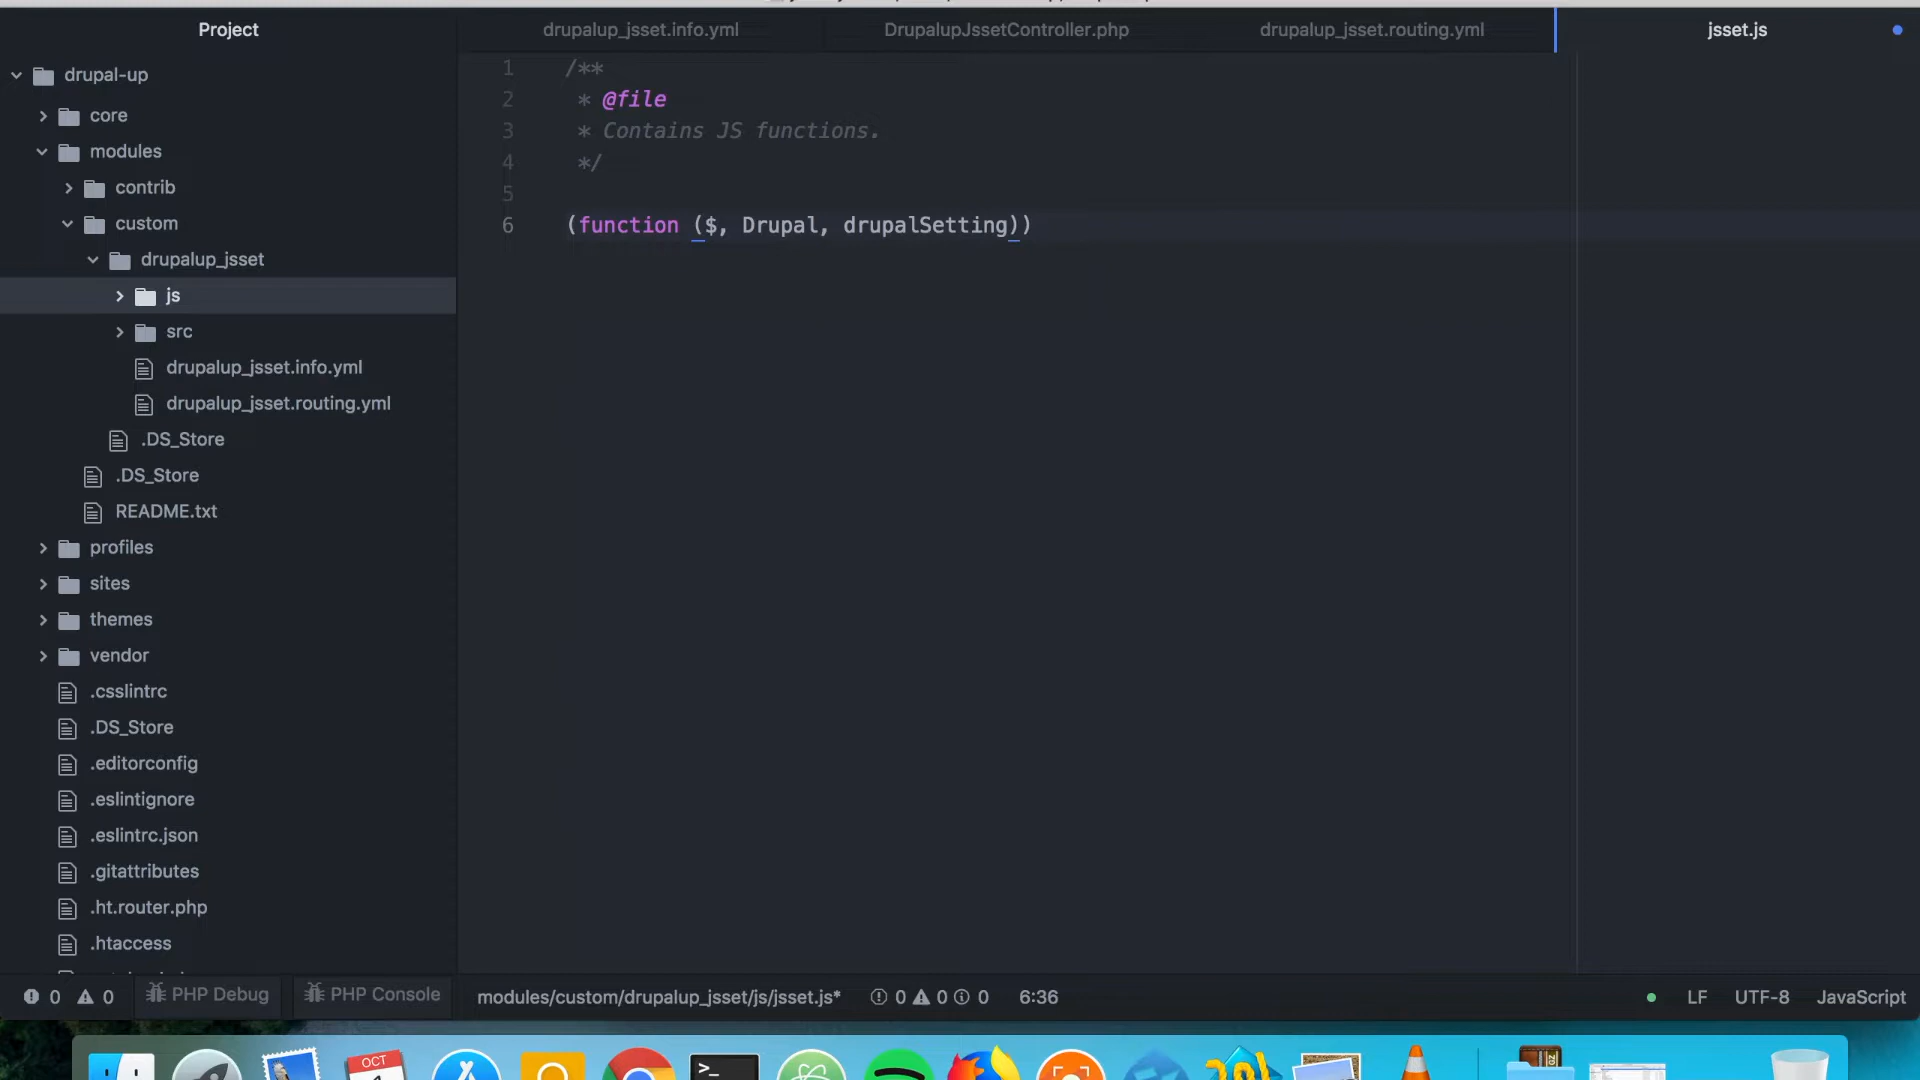 Project
drupalup_jsset.info.yml
DrupalupJssetController.php
drupalup_jsset.routing.yml
jsset.js
drupal-up
core
modules
contrib
custom
drupalup_jsset
js
src
drupalup_jsset.info.yml
drupalup_jsset.routing.yml
.DS_Store
.DS_Store
README.txt
profiles
sites
themes
vendor
.csslintrc
.DS_Store
.editorconfig
.eslintignore
.eslintrc.json
.gitattributes
.ht.router.php
.htaccess
1 /**
2 * @file
3 * Contains JS functions.
4 */
5
6 (function ($, Drupal, drupalSetting))
0 0 PHP Debug PHP Console modules/custom/drupalup_jsset/js/jsset.js* 0 0 0 6:36 LF UTF-8 JavaScript
OCT
>_